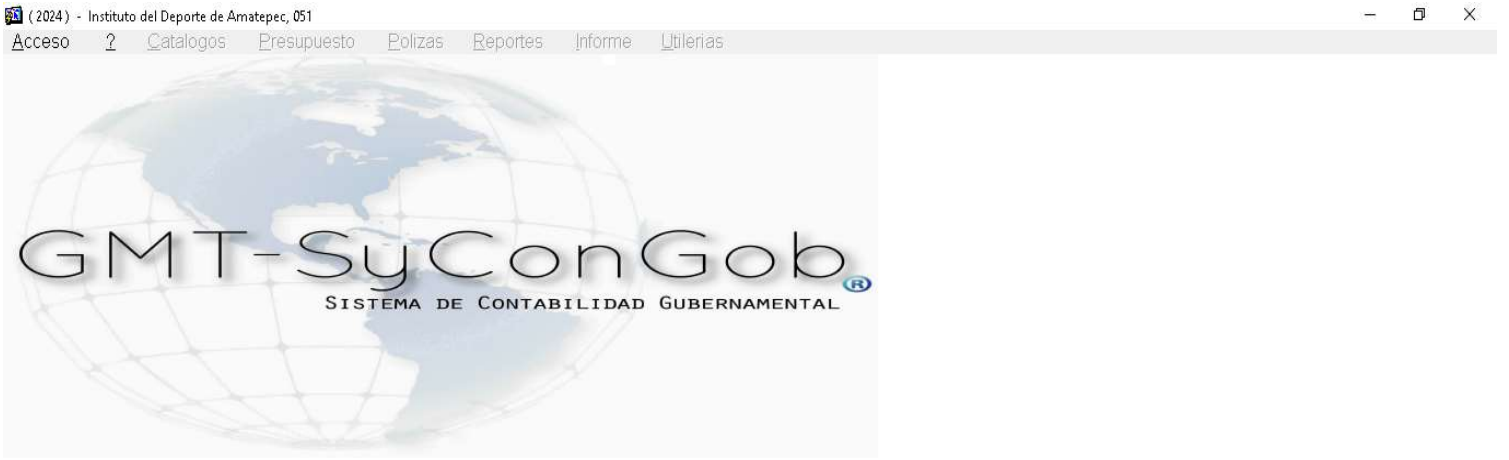 ( 2024 ) - Instituto del Deporte de Amatepec, 051
Acceso ? Catalogos Presupuesto Polizas Reportes Informe Utilerias
GMT-SyConGob ®
Sistema de Contabilidad Gubernamental